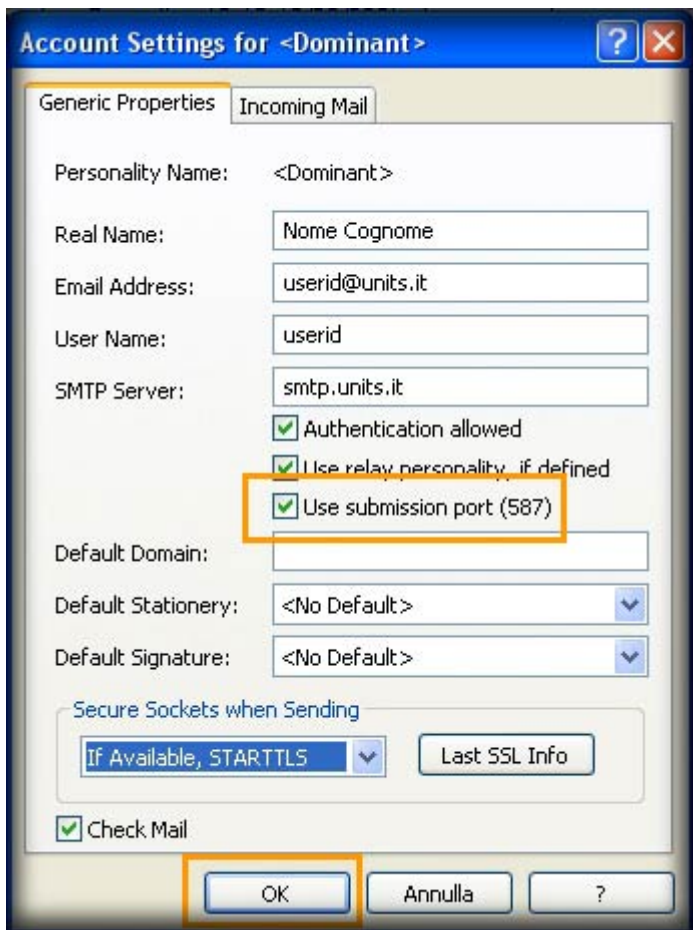 Account Settings for <Dominant>
Generic Properties
Incoming Mail
Personality Name: <Dominant>
Real Name: Nome Cognome
Email Address: userid@units.it
User Name: userid
SMTP Server: smtp.units.it
Authentication allowed
Use relay personality, if defined
Use submission port (587)
Default Domain:
Default Stationery: <No Default>
Default Signature: <No Default>
Secure Sockets when Sending
If Available, STARTTLS
Last SSL Info
Check Mail
OK
Annulla
?